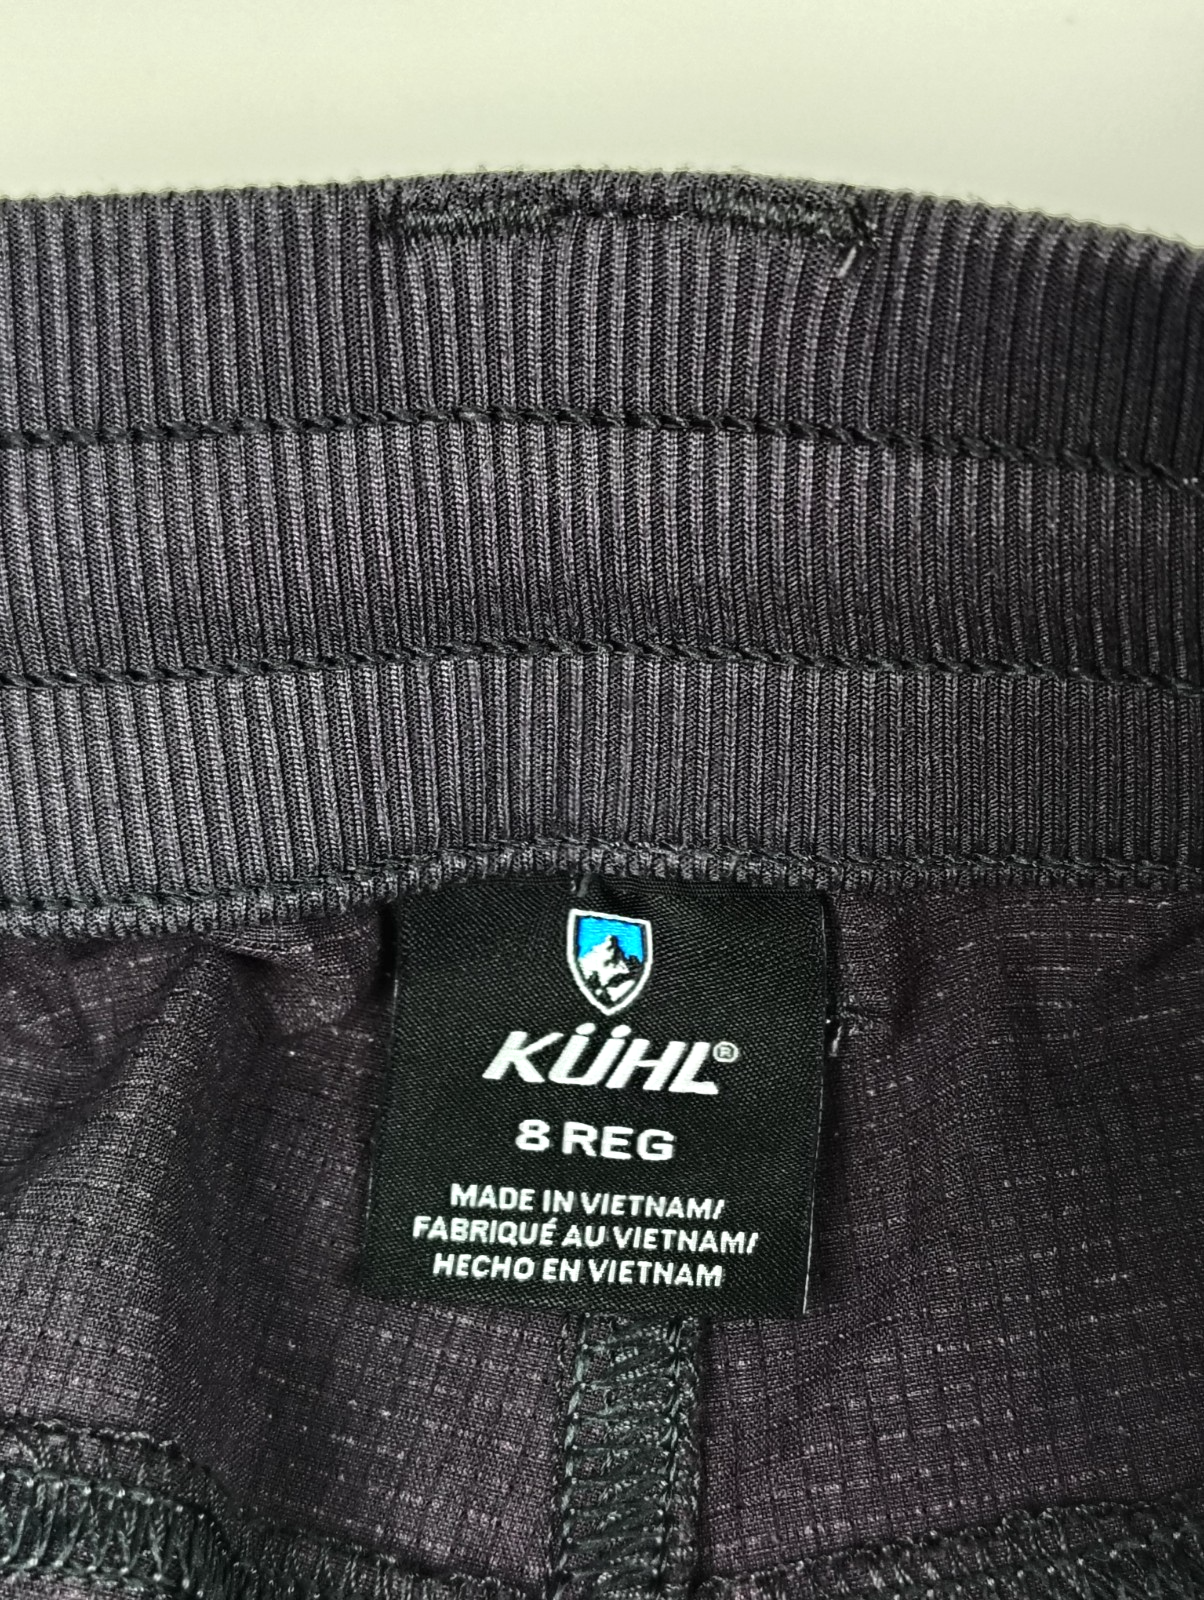 KÜHL®
8 REG
MADE IN VIETNAM/
FABRIQUÉ AU VIETNAM/
HECHO EN VIETNAM